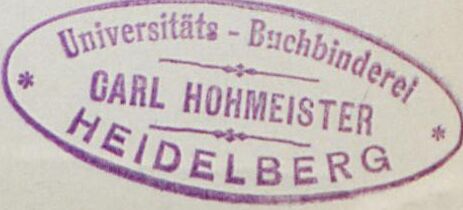 Universitäts - Buchbinderei
* CARL HOHMEISTER *
HEIDELBERG